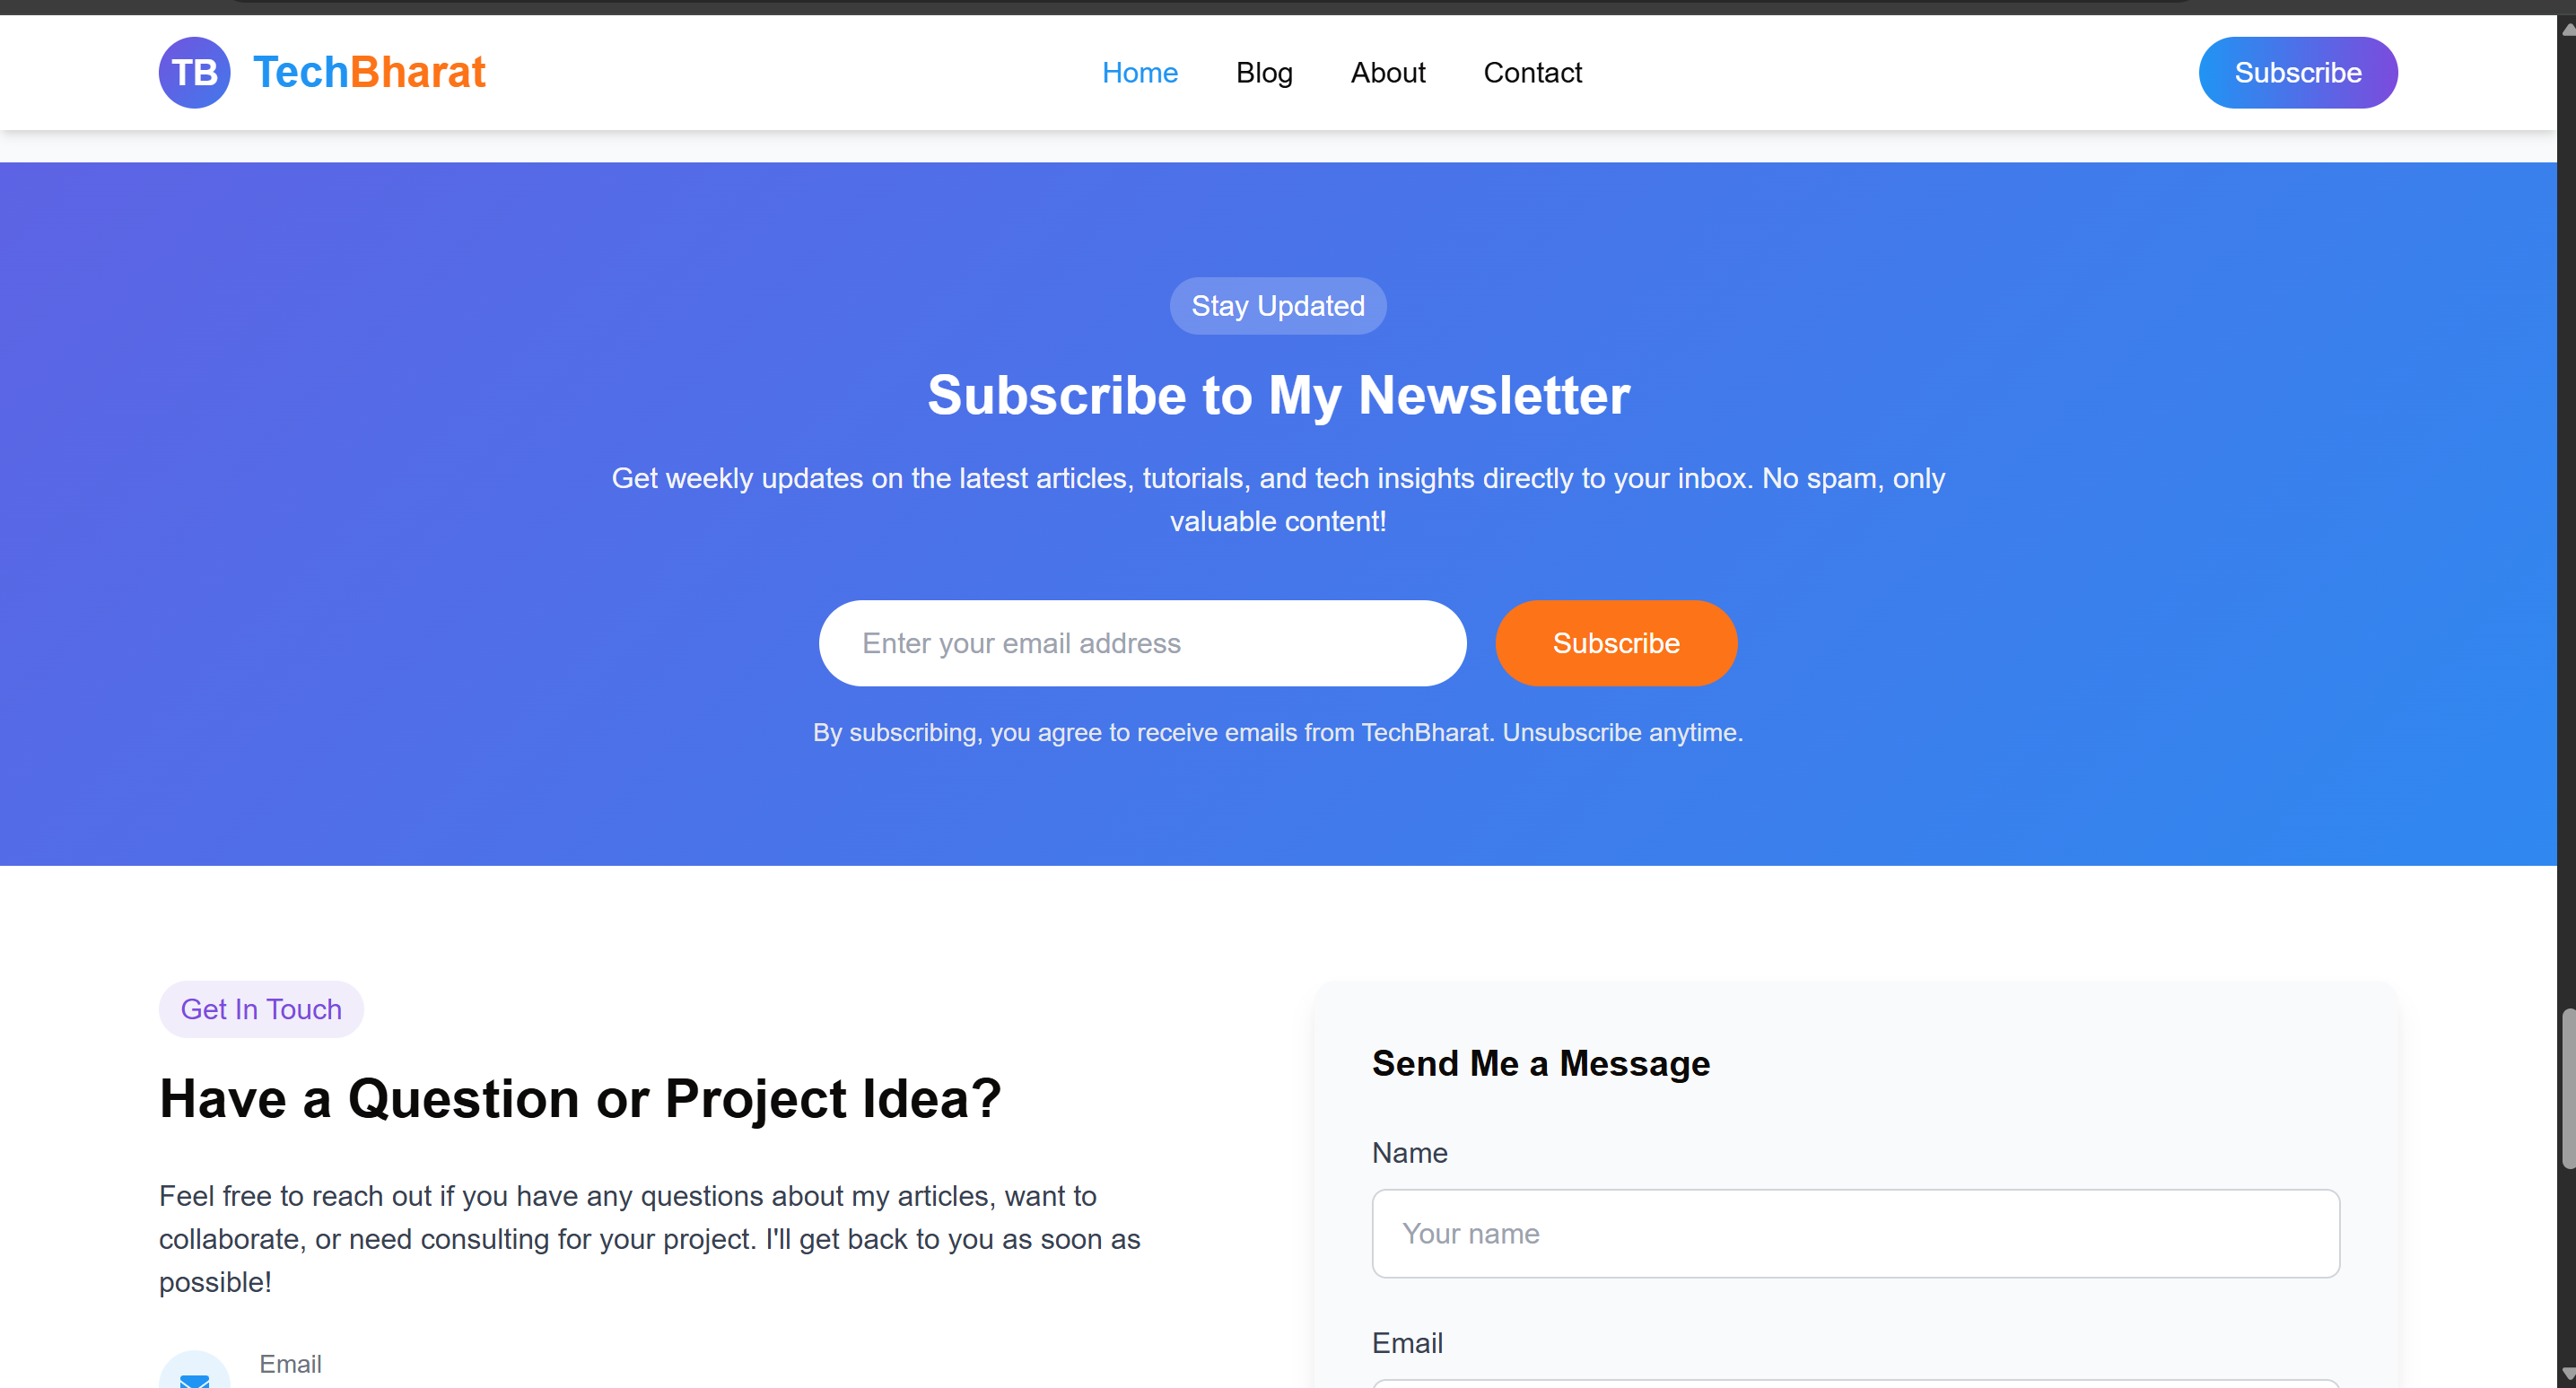 TB TechBharat
Home Blog About Contact
Subscribe
Stay Updated
Subscribe to My Newsletter
Get weekly updates on the latest articles, tutorials, and tech insights directly to your inbox. No spam, only
valuable content!
Enter your email address
Subscribe
By subscribing, you agree to receive emails from TechBharat. Unsubscribe anytime.
Get In Touch
Have a Question or Project Idea?
Feel free to reach out if you have any questions about my articles, want to
collaborate, or need consulting for your project. I'll get back to you as soon as
possible!
Email
Send Me a Message
Name
Your name
Email